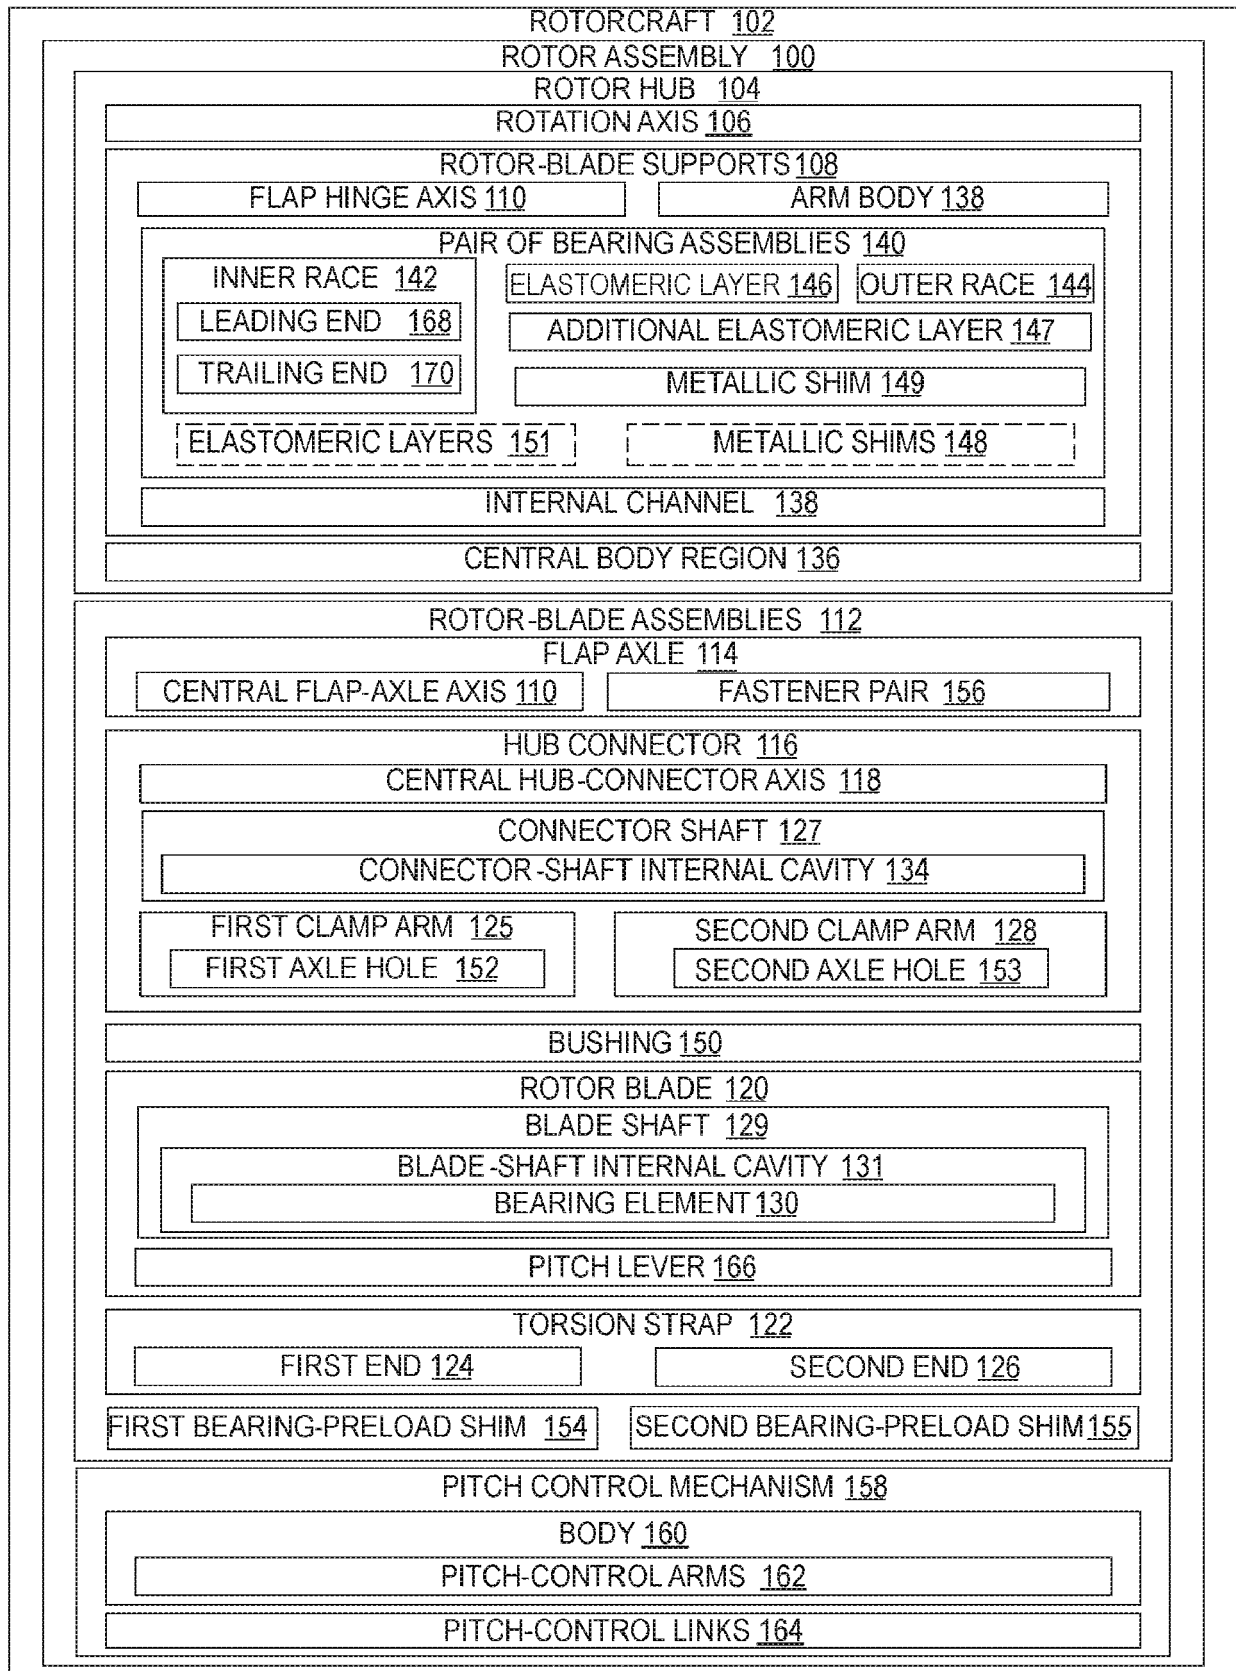 ROTORCRAFT 102
ROTOR ASSEMBLY 100
ROTOR HUB 104
ROTATION AXIS 106
ROTOR-BLADE SUPPORTS 108
FLAP HINGE AXIS 110 ARM BODY 138
PAIR OF BEARING ASSEMBLIES 140
INNER RACE 142
LEADING END 168
TRAILING END 170
ELASTOMERIC LAYER 146 OUTER RACE 144
ADDITIONAL ELASTOMERIC LAYER 147
METALLIC SHIM 149
ELASTOMERIC LAYERS 151 METALLIC SHIMS 148
INTERNAL CHANNEL 138
CENTRAL BODY REGION 136
ROTOR-BLADE ASSEMBLIES 112
FLAP AXLE 114
CENTRAL FLAP-AXLE AXIS 110 FASTENER PAIR 156
HUB CONNECTOR 116
CENTRAL HUB-CONNECTOR AXIS 118
CONNECTOR SHAFT 127
CONNECTOR-SHAFT INTERNAL CAVITY 134
FIRST CLAMP ARM 125
FIRST AXLE HOLE 152
SECOND CLAMP ARM 128
SECOND AXLE HOLE 153
BUSHING 150
ROTOR BLADE 120
BLADE SHAFT 129
BLADE-SHAFT INTERNAL CAVITY 131
BEARING ELEMENT 130
PITCH LEVER 166
TORSION STRAP 122
FIRST END 124 SECOND END 126
FIRST BEARING-PRELOAD SHIM 154 SECOND BEARING-PRELOAD SHIM 155
PITCH CONTROL MECHANISM 158
BODY 160
PITCH-CONTROL ARMS 162
PITCH-CONTROL LINKS 164